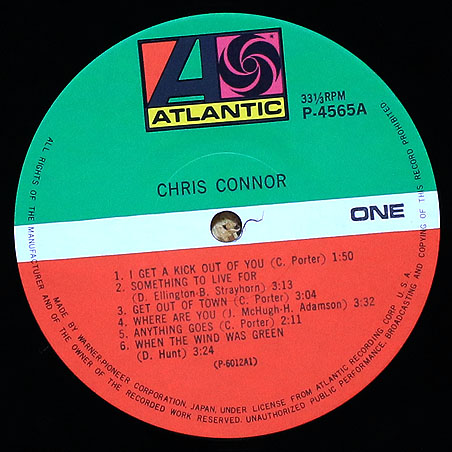 ATLANTIC
33⅓RPM
P-4565A
CHRIS CONNOR
ONE
1. I GET A KICK OUT OF YOU (C. Porter) 1:50
2. SOMETHING TO LIVE FOR
(D. Ellington-B. Strayhorn) 3:13
3. GET OUT OF TOWN (C. Porter) 3:04
4. WHERE ARE YOU (J. McHugh-H. Adamson) 3:32
5. ANYTHING GOES (C. Porter) 2:11
6. WHEN THE WIND WAS GREEN
(D. Hunt) 3:24
(P-6012A1)
MADE BY WARNER-PIONEER CORPORATION, JAPAN, UNDER LICENSE FROM ATLANTIC RECORDING CORP. U.S.A.
ALL RIGHTS OF THE MANUFACTURER AND OF THE OWNER OF THE RECORDED WORK RESERVED. UNAUTHORIZED PUBLIC PERFORMANCE, BROADCASTING AND COPYING OF THIS RECORD PROHIBITED